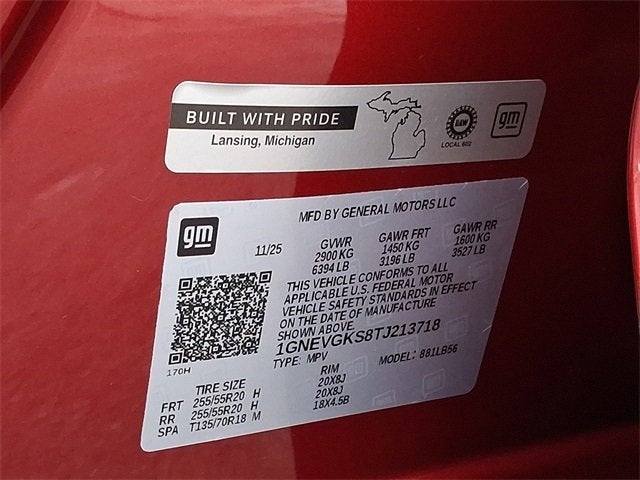 BUILT WITH PRIDE
Lansing, Michigan
UAW
LOCAL 602
gm
gm
MFD BY GENERAL MOTORS LLC
11/25
GVWR GAWR FRT GAWR RR
2900 KG 1450 KG 1600 KG
6394 LB 3196 LB 3527 LB
THIS VEHICLE CONFORMS TO ALL
APPLICABLE U.S. FEDERAL MOTOR
VEHICLE SAFETY STANDARDS IN EFFECT
ON THE DATE OF MANUFACTURE
SHOWN ABOVE.
1GNEVGKS8TJ213718
TYPE: MPV MODEL: 881LB56
170H
TIRE SIZE RIM
FRT 255/55R20 H 20X8J
RR 255/55R20 H 20X8J
SPA T135/70R18 M 18X4.5B